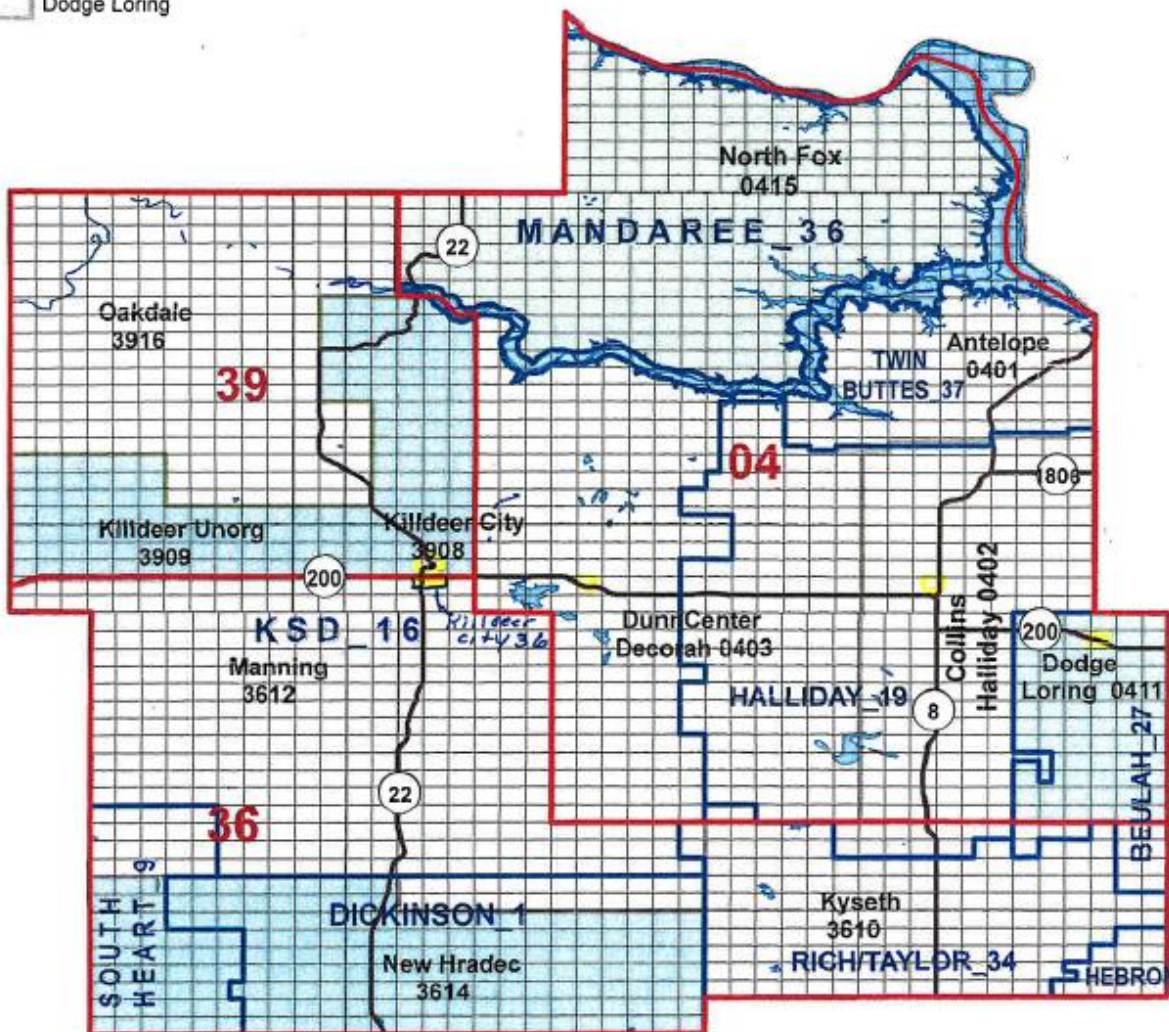 Dodge Loring
North Fox
0415
MANDAREE_36
22
Oakdale
3916
39
Antelope
0401
TWIN
BUTTES_37
04
1806
Killdeer Unorg
3909
Killdeer City
3908
200
Killdeer
city 36
KSD_16
Manning
3612
Dunn Center
Decorah 0403
Collins
Halliday 0402
200
Dodge
Loring 0411
HALLIDAY_19
8
BEULAH_27
22
36
SOUTH
HEART_9
DICKINSON_1
New Hradec
3614
Kyseth
3610
RICH/TAYLOR_34
HEBRO